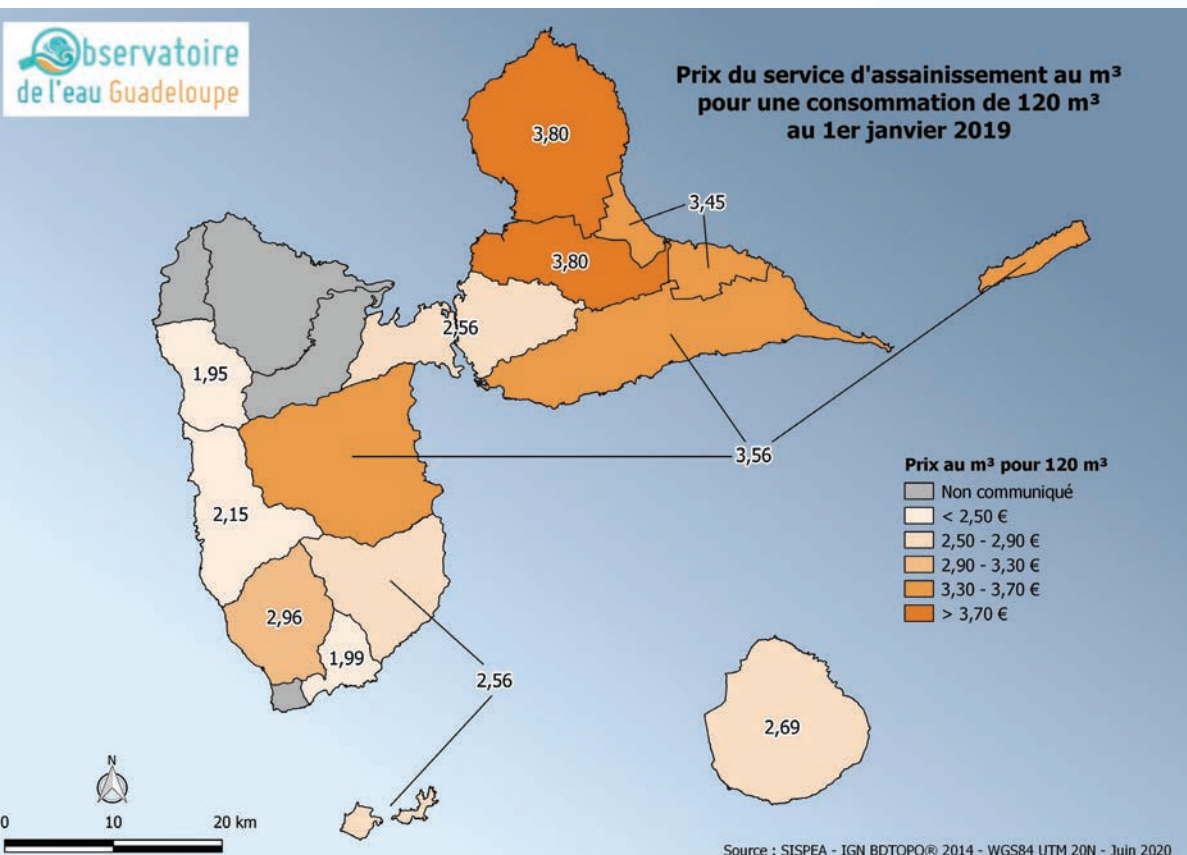 Observatoire
de l'eau Guadeloupe
Prix du service d'assainissement au m³
pour une consommation de 120 m³
au 1er janvier 2019
3,80
3,45
3,80
2,56
1,95
3,56
2,15
2,96
1,99
2,56
2,69
Prix au m³ pour 120 m³
Non communiqué
< 2,50 €
2,50 - 2,90 €
2,90 - 3,30 €
3,30 - 3,70 €
> 3,70 €
N
0 10 20 km
Source : SISPEA - IGN BDTOPO® 2014 - WGS84 UTM 20N - Juin 2020